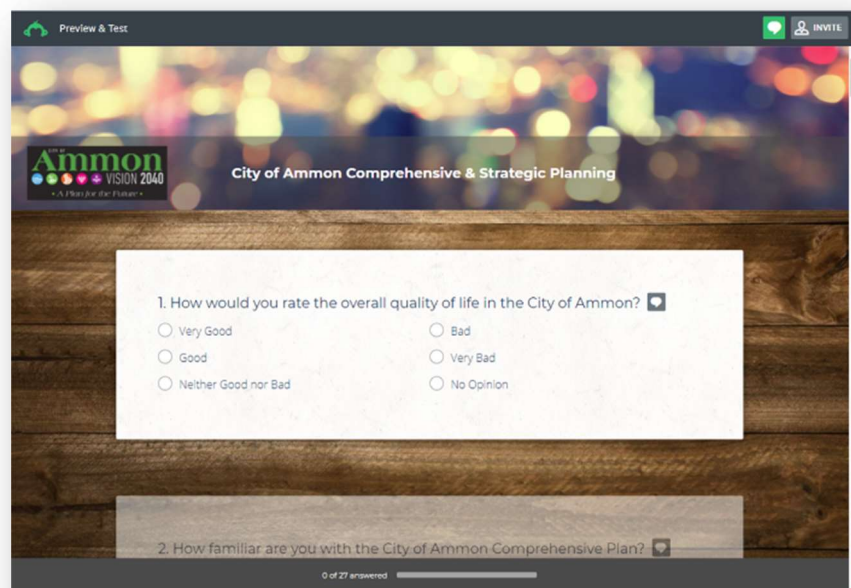 Preview & Test
INVITE
CITY OF
Ammon
VISION 2040
• A Plan for the Future •
City of Ammon Comprehensive & Strategic Planning
1. How would you rate the overall quality of life in the City of Ammon?
Very Good
Bad
Good
Very Bad
Neither Good nor Bad
No Opinion
2. How familiar are you with the City of Ammon Comprehensive Plan?
0 of 27 answered